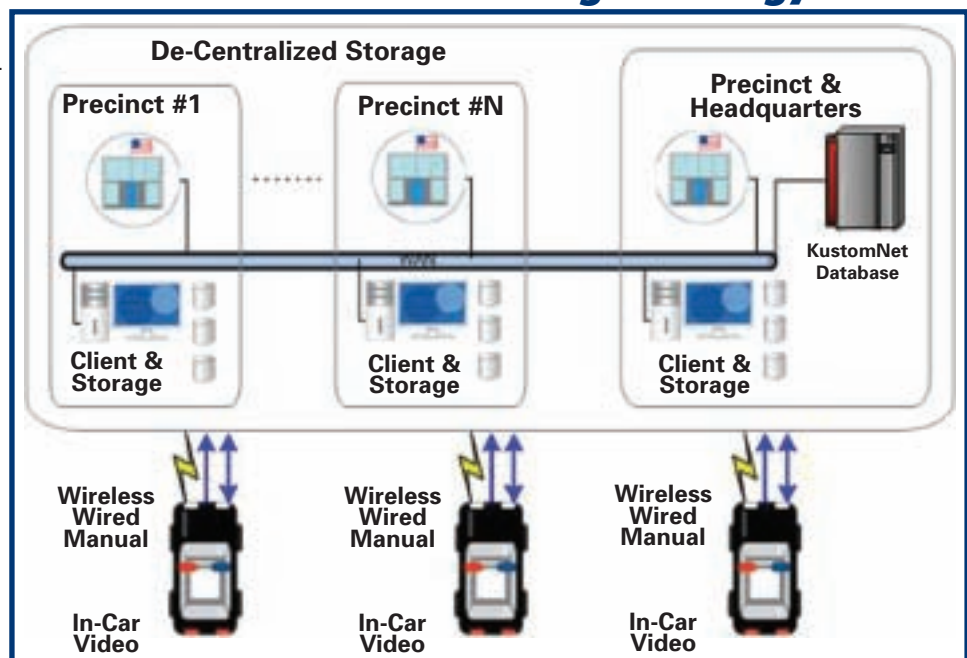 De-Centralized Storage
Precinct #1
Precinct #N
Precinct &
Headquarters
KustomNet
Database
Client &
Storage
Client &
Storage
Client &
Storage
Wireless
Wired
Manual
Wireless
Wired
Manual
Wireless
Wired
Manual
In-Car
Video
In-Car
Video
In-Car
Video